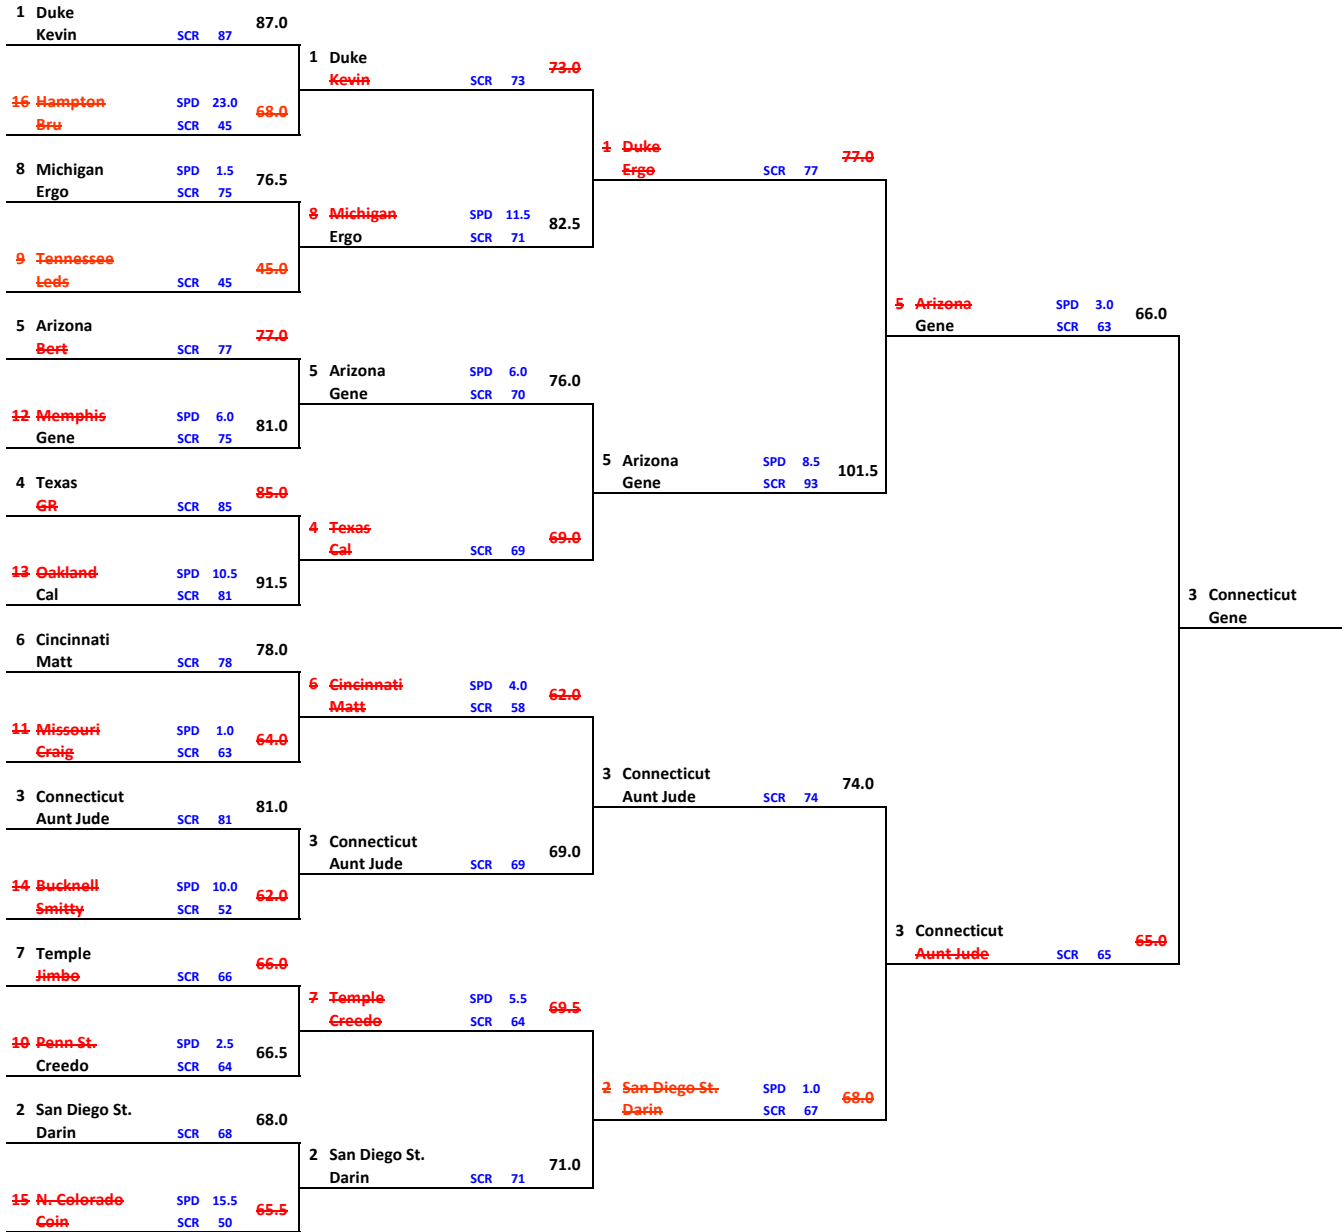 1 Duke 87.0
Kevin SCR 87
16 Hampton SPD 23.0 68.0
Bru SCR 45
8 Michigan SPD 1.5 76.5
Ergo SCR 75
9 Tennessee 45.0
Leds SCR 45
5 Arizona 77.0
Bert SCR 77
12 Memphis SPD 6.0 81.0
Gene SCR 75
4 Texas 85.0
GR SCR 85
13 Oakland SPD 10.5 91.5
Cal SCR 81
6 Cincinnati 78.0
Matt SCR 78
11 Missouri SPD 1.0 64.0
Craig SCR 63
3 Connecticut 81.0
Aunt Jude SCR 81
14 Bucknell SPD 10.0 62.0
Smitty SCR 52
7 Temple 66.0
Jimbo SCR 66
10 Penn St. SPD 2.5 66.5
Creedo SCR 64
2 San Diego St. 68.0
Darin SCR 68
15 N. Colorado SPD 15.5 65.5
Coin SCR 50
1 Duke 73.0
Kevin SCR 73
8 Michigan SPD 11.5 82.5
Ergo SCR 71
5 Arizona SPD 6.0 76.0
Gene SCR 70
4 Texas 69.0
Cal SCR 69
6 Cincinnati SPD 4.0 62.0
Matt SCR 58
3 Connecticut 69.0
Aunt Jude SCR 69
7 Temple SPD 5.5 69.5
Creedo SCR 64
2 San Diego St. 71.0
Darin SCR 71
1 Duke 77.0
Ergo SCR 77
5 Arizona SPD 8.5 101.5
Gene SCR 93
3 Connecticut 74.0
Aunt Jude SCR 74
2 San Diego St. SPD 1.0 68.0
Darin SCR 67
5 Arizona SPD 3.0 66.0
Gene SCR 63
3 Connecticut 65.0
Aunt Jude SCR 65
3 Connecticut
Gene